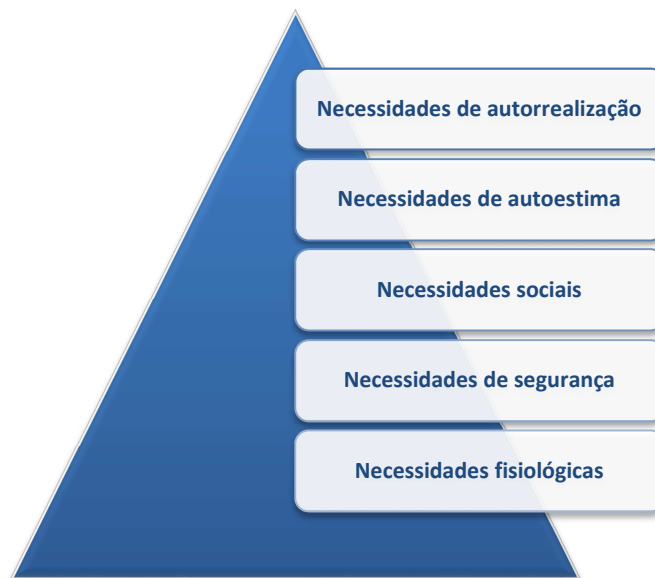 Necessidades de autorrealização
Necessidades de autoestima
Necessidades sociais
Necessidades de segurança
Necessidades fisiológicas